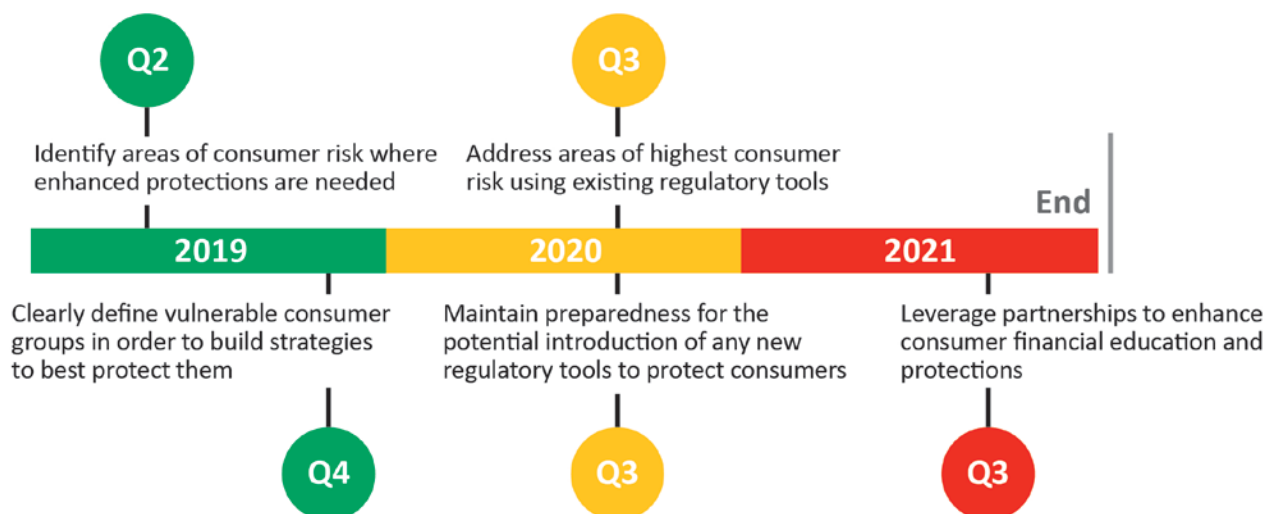 Q2
Identify areas of consumer risk where
enhanced protections are needed
Q3
Address areas of highest consumer
risk using existing regulatory tools
End
2019
2020
2021
Clearly define vulnerable consumer
groups in order to build strategies
to best protect them
Q4
Maintain preparedness for the
potential introduction of any new
regulatory tools to protect consumers
Q3
Leverage partnerships to enhance
consumer financial education and
protections
Q3